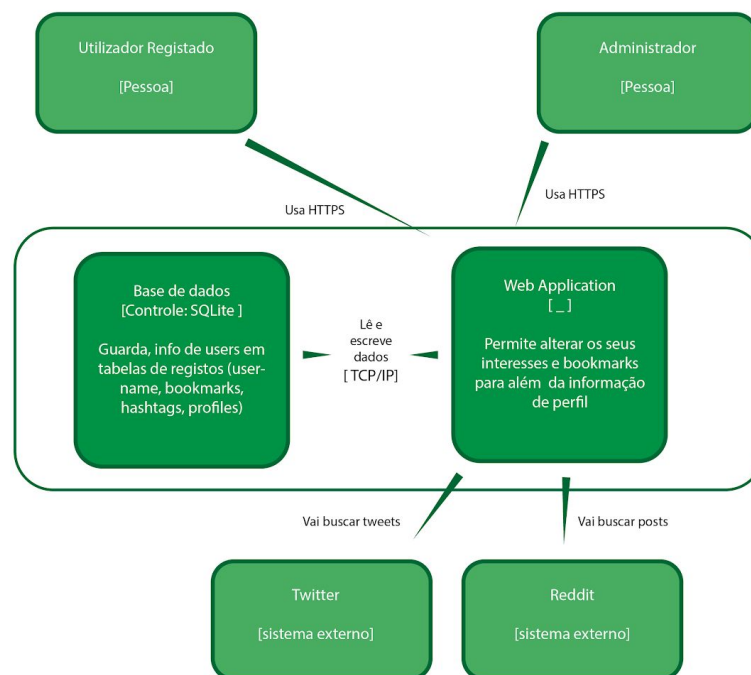 Utilizador Registado
[Pessoa]
Administrador
[Pessoa]
Usa HTTPS
Usa HTTPS
Base de dados
[Controle: SQLite ]
Guarda, info de users em
tabelas de registos (user-
name, bookmarks,
hashtags, profiles)
Lê e
escreve
dados
[ TCP/IP]
Web Application
[ _ ]
Permite alterar os seus
interesses e bookmarks
para além da informação
de perfil
Vai buscar tweets
Vai buscar posts
Twitter
[sistema externo]
Reddit
[sistema externo]